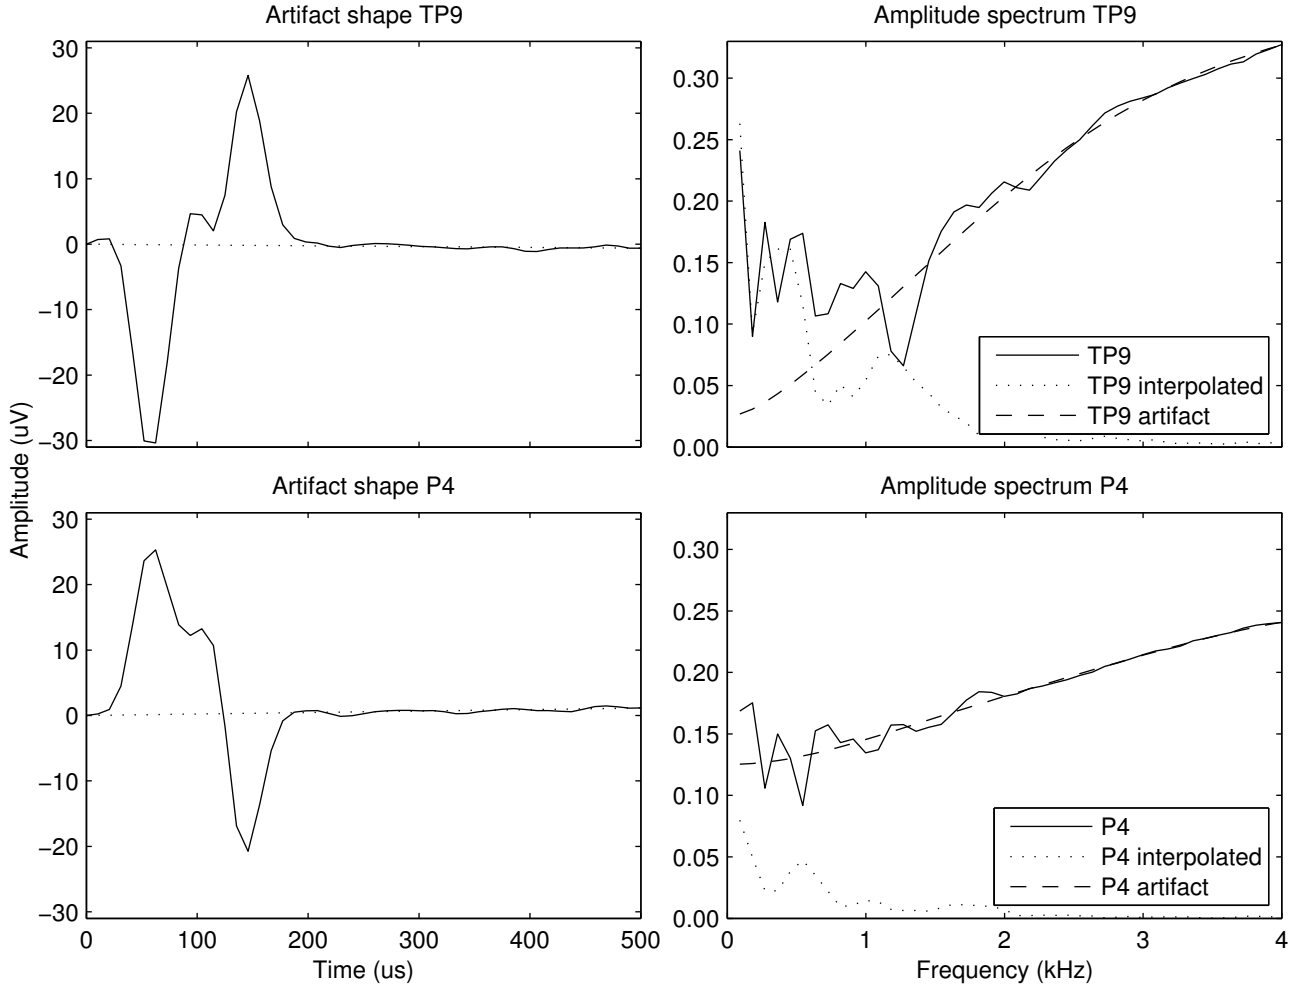 Artifact shape TP9
30
20
10
0
−10
−20
−30
Amplitude spectrum TP9
0.30
0.25
0.20
0.15
0.10
0.05
0.00
TP9
TP9 interpolated
TP9 artifact
Amplitude (uV)
Artifact shape P4
30
20
10
0
−10
−20
−30
0 100 200 300 400 500
Time (us)
Amplitude spectrum P4
0.30
0.25
0.20
0.15
0.10
0.05
0.00
P4
P4 interpolated
P4 artifact
0 1 2 3 4
Frequency (kHz)